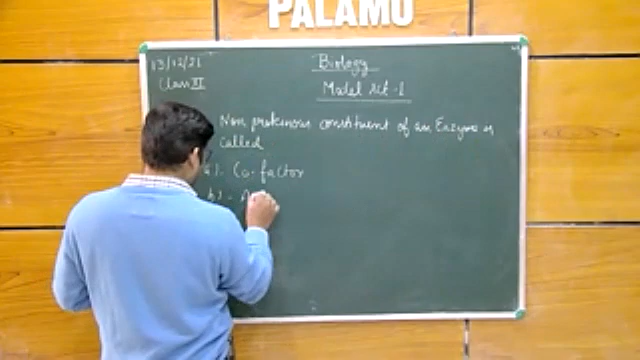 PALAMU
13/12/21
Biology
Class XI
Model Set-1
Non proteinous constituent of an Enzyme is
called
a). Co-factor
b).